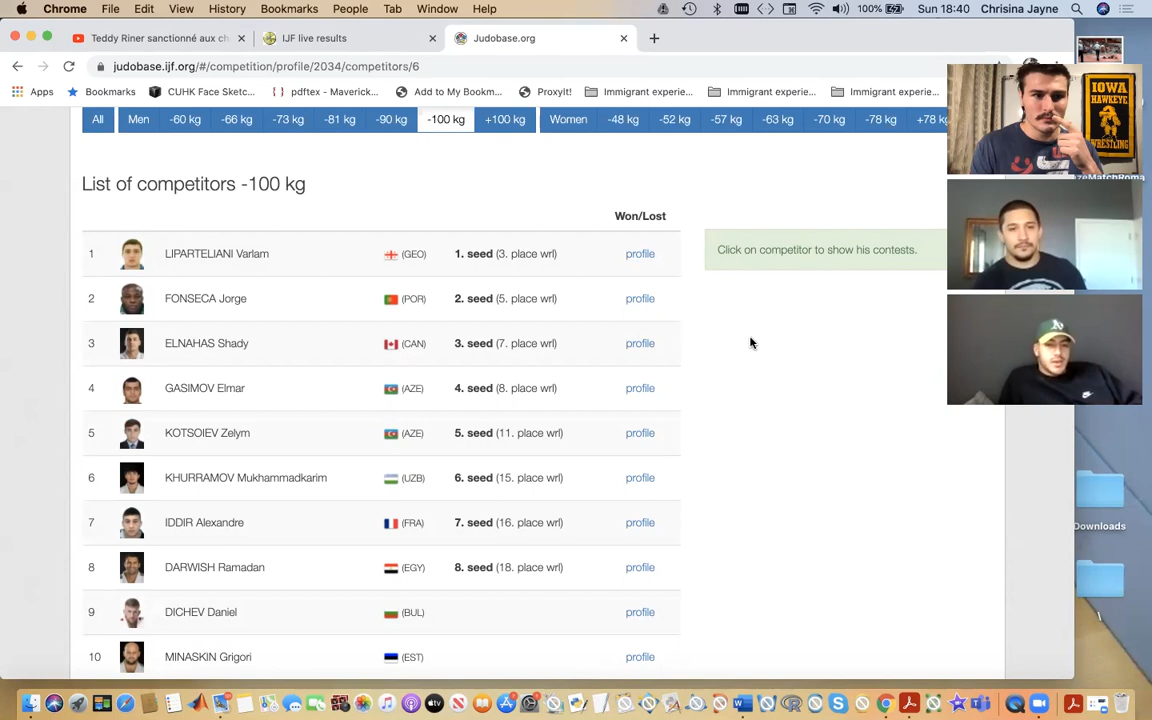 Chrome File Edit View History Bookmarks People Tab Window Help 100% Sun 18:40 Chrisina Jayne
Teddy Riner sanctionné aux ch
IJF live results
Judobase.org
judobase.ijf.org/#/competition/profile/2034/competitors/6
Apps Bookmarks CUHK Face Sketc... pdftex - Maverick... Add to My Bookm... ProxyIt! Immigrant experie... Immigrant experie... Immigrant experie...
All Men -60 kg -66 kg -73 kg -81 kg -90 kg -100 kg +100 kg Women -48 kg -52 kg -57 kg -63 kg -70 kg -78 kg +78 kg
IOWA
HAWKEYE
WRESTLING
List of competitors -100 kg
Won/Lost
1 LIPARTELIANI Varlam (GEO) 1. seed (3. place wrl) profile
Click on competitor to show his contests.
2 FONSECA Jorge (POR) 2. seed (5. place wrl) profile
3 ELNAHAS Shady (CAN) 3. seed (7. place wrl) profile
4 GASIMOV Elmar (AZE) 4. seed (8. place wrl) profile
5 KOTSOIEV Zelym (AZE) 5. seed (11. place wrl) profile
6 KHURRAMOV Mukhammadkarim (UZB) 6. seed (15. place wrl) profile
7 IDDIR Alexandre (FRA) 7. seed (16. place wrl) profile
Downloads
8 DARWISH Ramadan (EGY) 8. seed (18. place wrl) profile
9 DICHEV Daniel (BUL) profile
10 MINASKIN Grigori (EST) profile